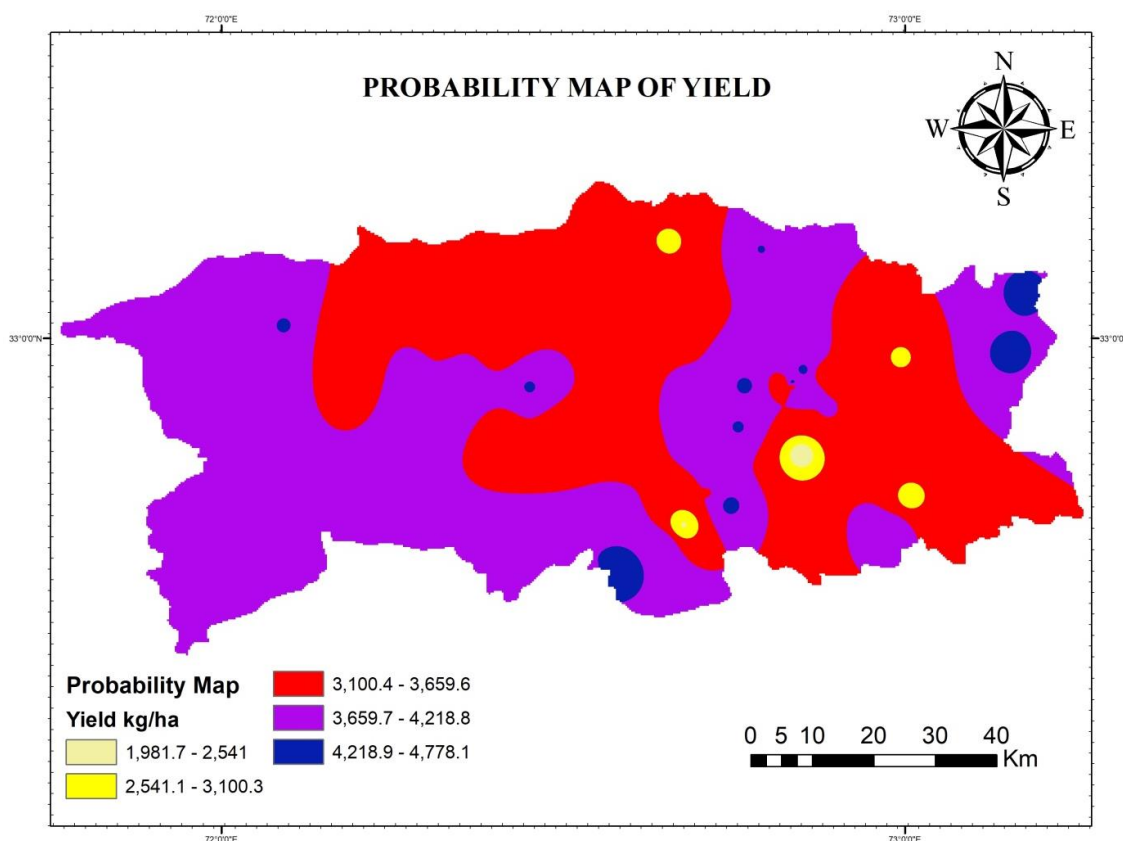 72°0'0"E
73°0'0"E
PROBABILITY MAP OF YIELD
N
W E
S
33°0'0"N
33°0'0"
Probability Map
Yield kg/ha
1,981.7 - 2,541
2,541.1 - 3,100.3
3,100.4 - 3,659.6
3,659.7 - 4,218.8
4,218.9 - 4,778.1
0 5 10 20 30 40
Km
72°0'0"E
73°0'0"E